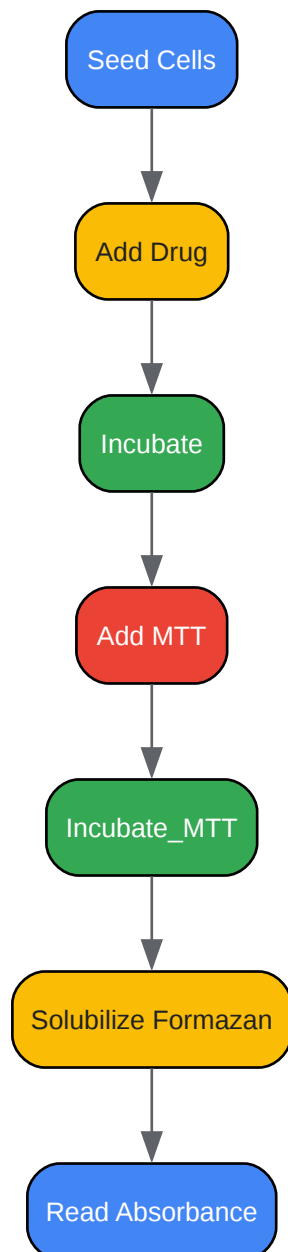 Seed Cells
Add Drug
Incubate
Add MTT
Incubate_MTT
Solubilize Formazan
Read Absorbance